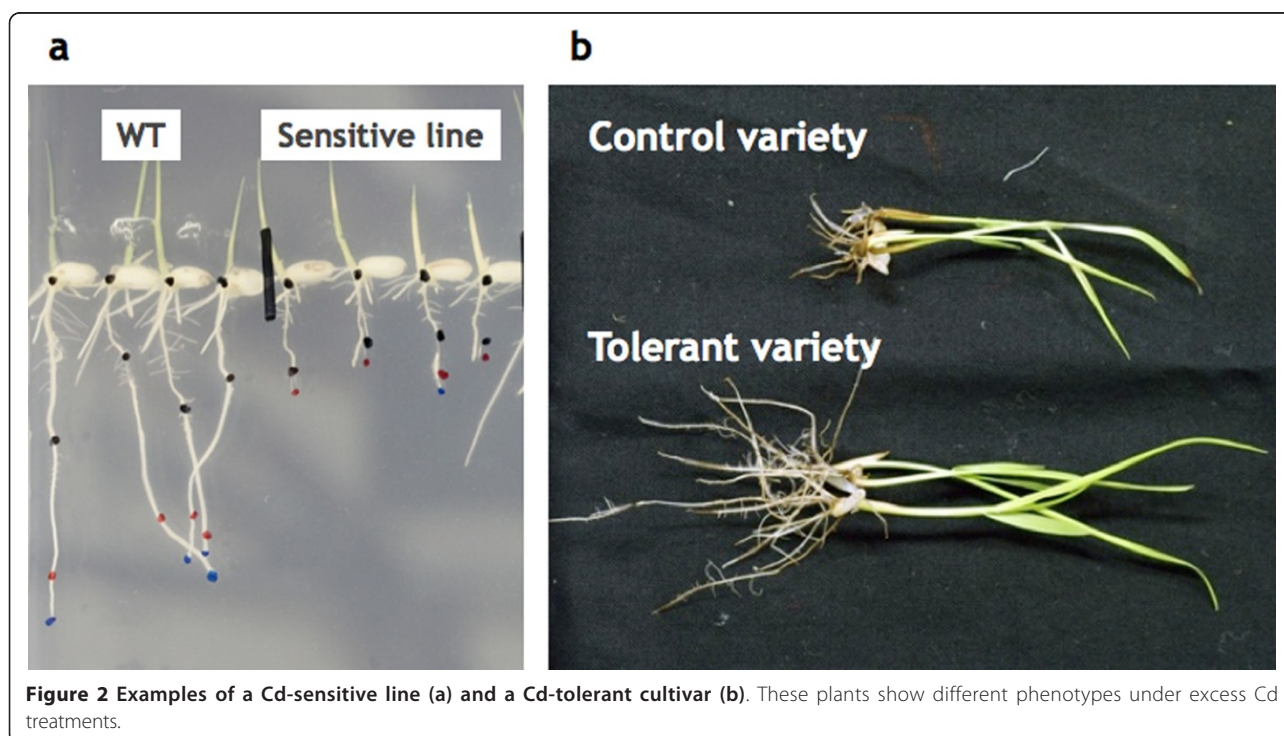 a
b
WT
Sensitive line
Control variety
Tolerant variety
Figure 2 Examples of a Cd-sensitive line (a) and a Cd-tolerant cultivar (b). These plants show different phenotypes under excess Cd
treatments.